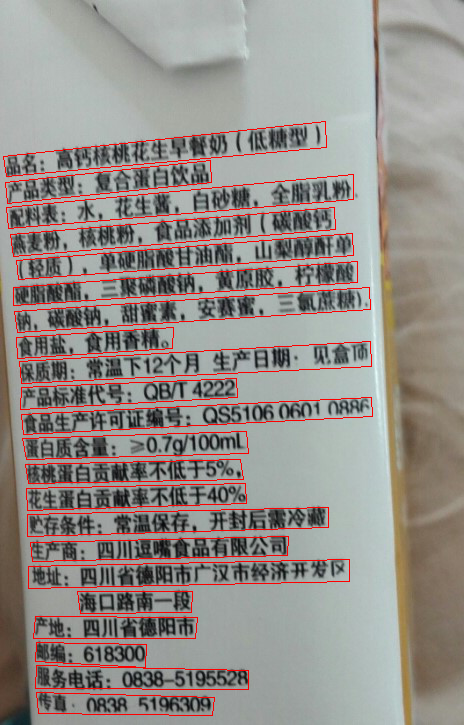 品名：高钙核桃花生早餐奶（低糖型）
产品类型：复合蛋白饮品
配料表：水，花生酱，白砂糖，全脂乳粉，
燕麦粉，核桃粉，食品添加剂（碳酸钙
（轻质），单硬脂酸甘油酯，山梨醇酐单
硬脂酸酯，三聚磷酸钠，黄原胶，柠檬酸
钠，碳酸钠，甜蜜素，安赛蜜，三氯蔗糖），
食用盐，食用香精。
保质期：常温下12个月 生产日期：见盒顶
产品标准代号：QB/T 4222
食品生产许可证编号：QS5106 0601 0886
蛋白质含量：≥0.7g/100mL
核桃蛋白贡献率不低于5%，
花生蛋白贡献率不低于40%
贮存条件：常温保存，开封后需冷藏
生产商：四川逗嘴食品有限公司
地址：四川省德阳市广汉市经济开发区
海口路南一段
产地：四川省德阳市
邮编：618300
服务电话：0838-5195528
传真：0838-5196309